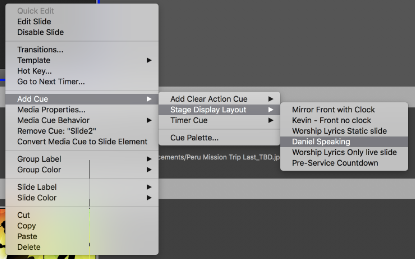 Quick Edit
Edit Slide
Disable Slide
Transitions...
Template
Hot Key...
Go to Next Timer...
Add Cue
Media Properties...
Media Cue Behavior
Remove Cue: "Slide2"
Convert Media Cue to Slide Element
Group Label
Group Color
Slide Label
Slide Color
Cut
Copy
Paste
Delete
Add Clear Action Cue
Stage Display Layout
Timer Cue
Cue Palette...
Mirror Front with Clock
Kevin - Front no clock
Worship Lyrics Static slide
Daniel Speaking
Worship Lyrics Only live slide
Pre-Service Countdown
cements/Peru Mission Trip Last_TBD.jp